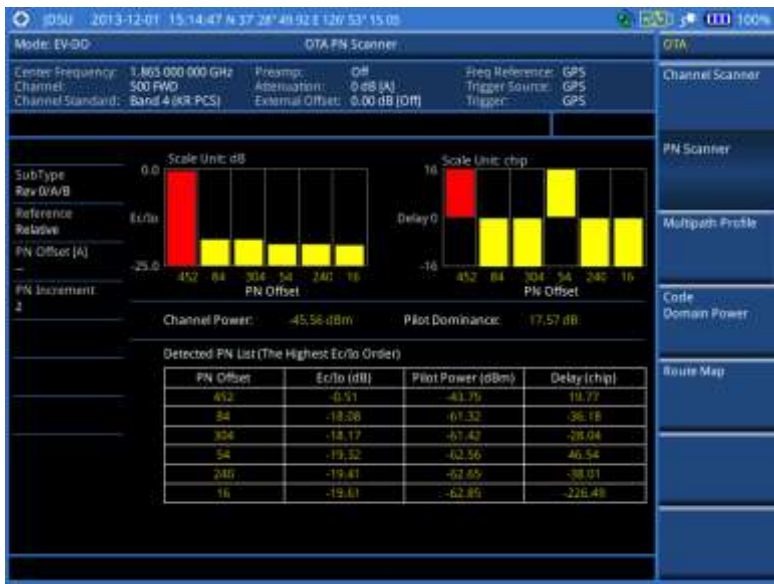 JDSU 2013-12-01 15:14:47 N 37° 28' 49.92 E 126° 53' 15.05 100%
Mode: EV-DO OTA PN Scanner OTA
Center Frequency: 1.865 000 000 GHz Preamp: Off Freq Reference: GPS
Channel: 500 FWD Attenuation: 0 dB [A] Trigger Source: GPS
Channel Standard: Band 4 (KR PCS) External Offset: 0.00 dB [Off] Trigger: GPS
Channel Scanner
PN Scanner
Multipath Profile
Code
Domain Power
Route Map
SubType
Rev 0/A/B
Reference
Relative
PN Offset [A]
--
PN Increment
2
Scale Unit: dB Scale Unit: chip
0.0 16
Ec/Io Delay 0
-25.0 -16
452 84 304 54 240 16 452 84 304 54 240 16
PN Offset PN Offset
Channel Power: -45.56 dBm Pilot Dominance: 17.57 dB
Detected PN List (The Highest Ec/Io Order)
PN Offset Ec/Io (dB) Pilot Power (dBm) Delay (chip)
452 -0.51 -43.75 19.77
84 -18.08 -61.32 -36.18
304 -18.17 -61.42 -28.04
54 -19.32 -62.56 46.54
240 -19.41 -62.65 -38.01
16 -19.61 -62.85 -226.49